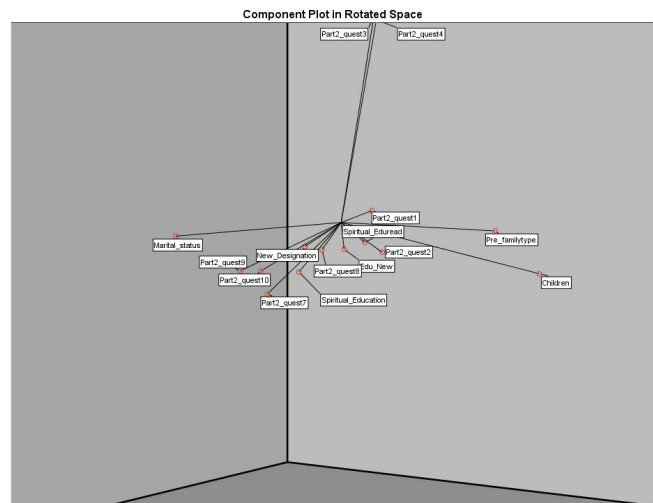 Component Plot in Rotated Space
Part2_quest3
Part2_quest4
Part2_quest1
Spiritual_Eduread
Marital_status
Pre_familytype
New_Designation
Part2_quest2
Part2_quest9
Edu_New
Part2_quest8
Part2_quest10
Children
Spiritual_Education
Part2_quest7